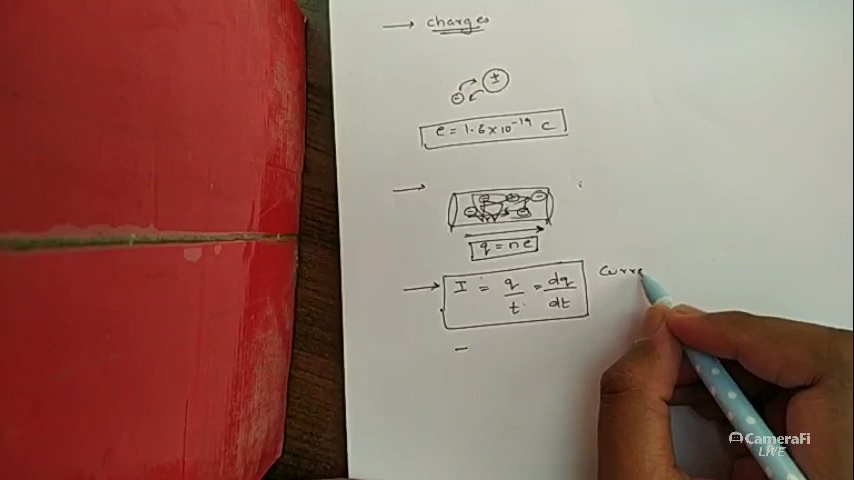 → charges
e = 1.6×10⁻¹⁹ C
q = ne
→ I = q/t = dq/dt
Curre
CameraFi
LIVE